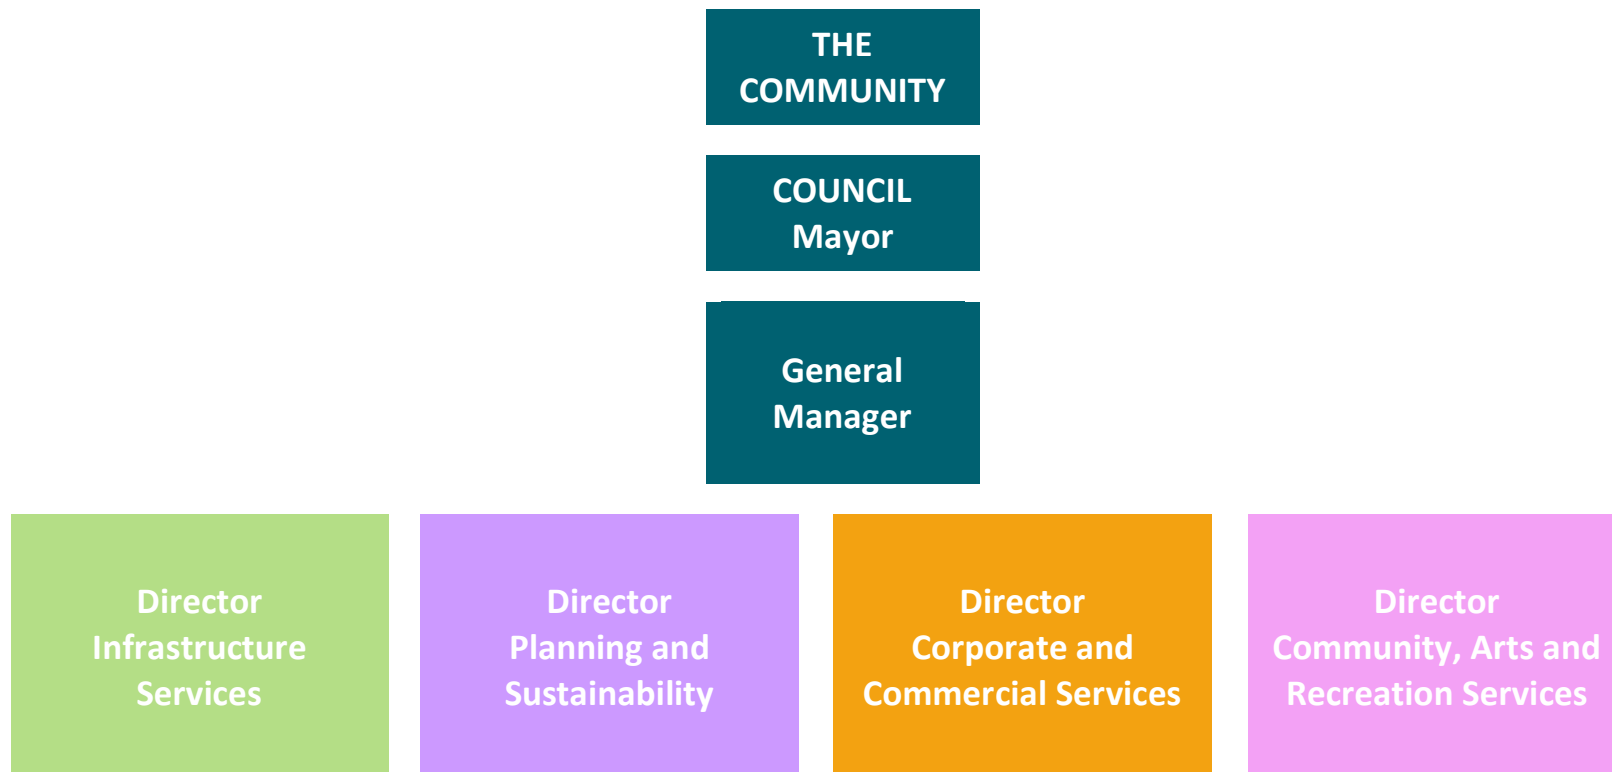 THE
COMMUNITY
COUNCIL
Mayor
General
Manager
Director
Infrastructure
Services
Director
Planning and
Sustainability
Director
Corporate and
Commercial Services
Director
Community, Arts and
Recreation Services